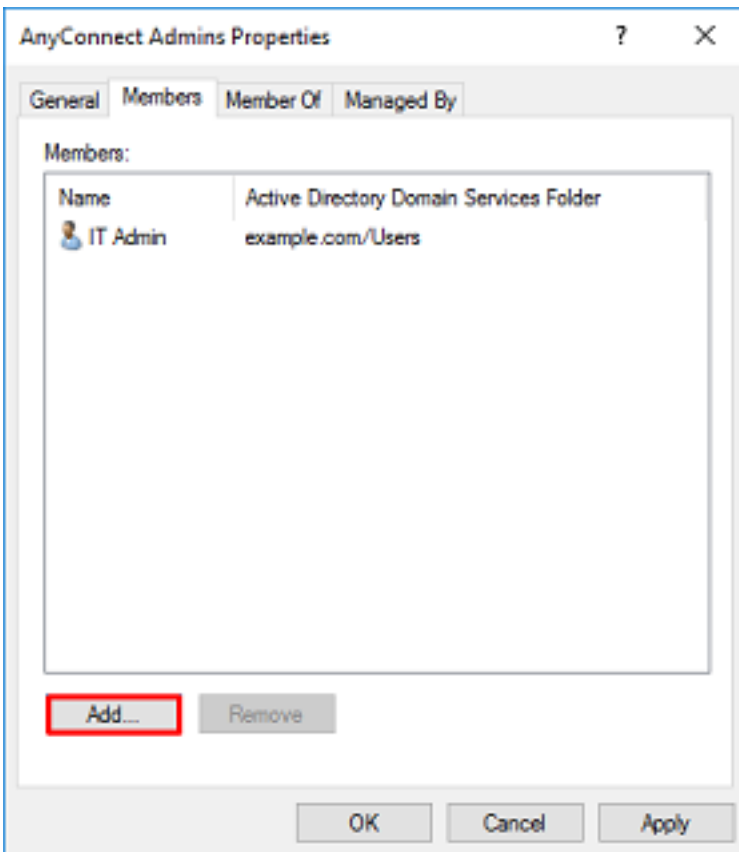 AnyConnect Admins Properties ? ×
General Members Member Of Managed By
Members:
Name Active Directory Domain Services Folder
IT Admin example.com/Users
Add... Remove
OK Cancel Apply